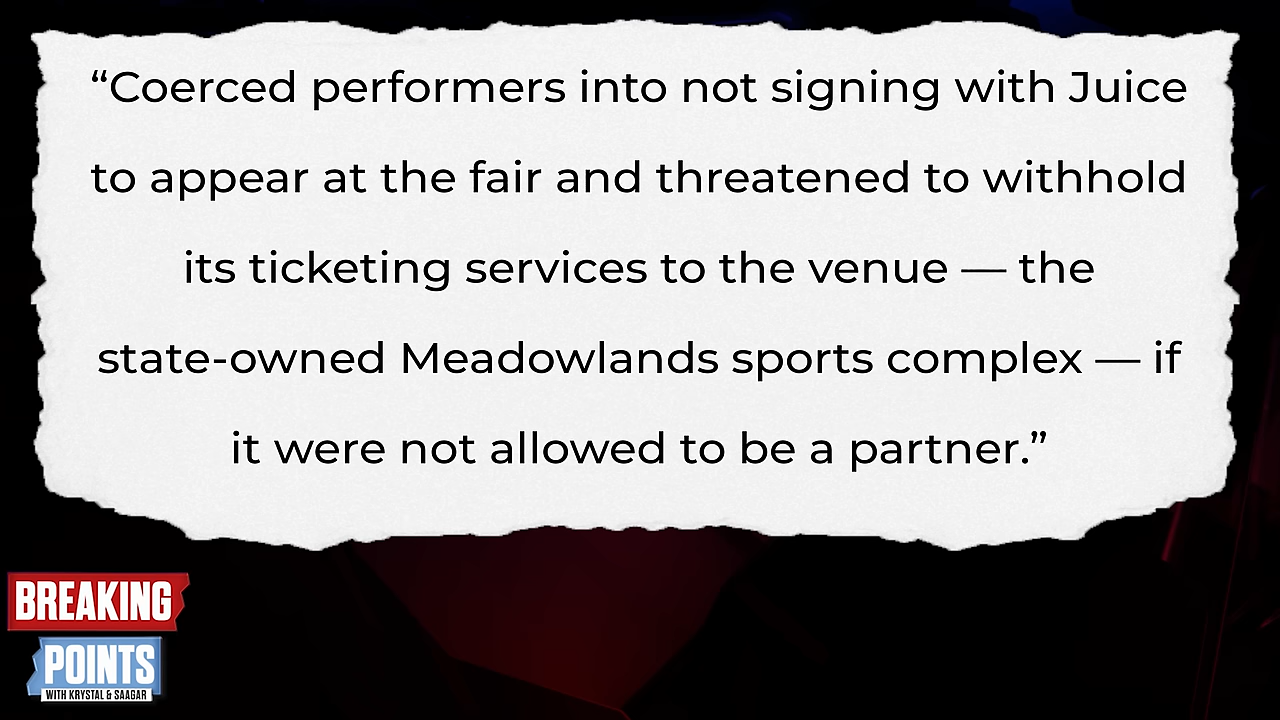 “Coerced performers into not signing with Juice
to appear at the fair and threatened to withhold
its ticketing services to the venue — the
state-owned Meadowlands sports complex — if
it were not allowed to be a partner.”
BREAKING
POINTS
WITH KRYSTAL & SAAGAR